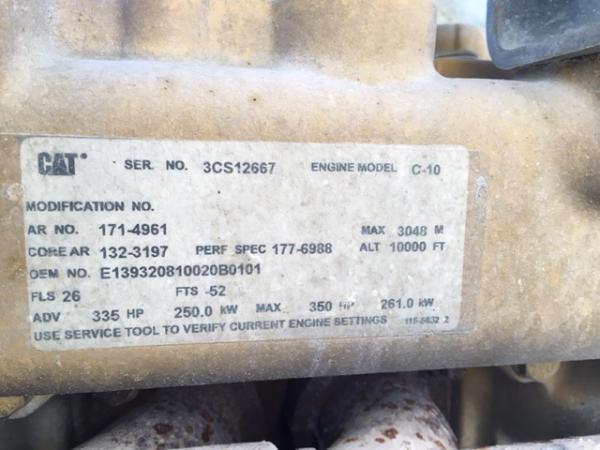 CAT SER. NO. 3CS12667 ENGINE MODEL C-10
MODIFICATION NO.
AR NO. 171-4961 MAX 3048 M
CORE AR 132-3197 PERF SPEC 177-6988 ALT 10000 FT
OEM NO. E139320810020B0101
FLS 26 FTS -52
ADV 335 HP 250.0 kW MAX 350 HP 261.0 kW
USE SERVICE TOOL TO VERIFY CURRENT ENGINE SETTINGS